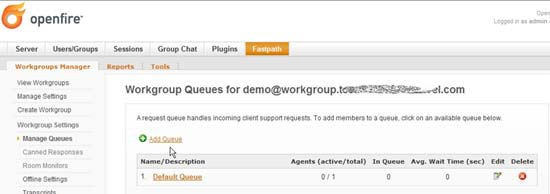 openfire
Open
Logged in as admin
Server
Users/Groups
Sessions
Group Chat
Plugins
Fastpath
Workgroups Manager
Reports
Tools
View Workgroups
Manage Settings
Create Workgroup
Workgroup Settings
Manage Queues
Canned Responses
Room Monitors
Offline Settings
Transcripts
Workgroup Queues for demo@workgroup. el.com
A request queue handles incoming client support requests. To add members to a queue, click on an available queue below.
Add Queue
Name/Description Agents (active/total) In Queue Avg. Wait Time (sec) Edit Delete
1. Default Queue 0 / 1 0 0